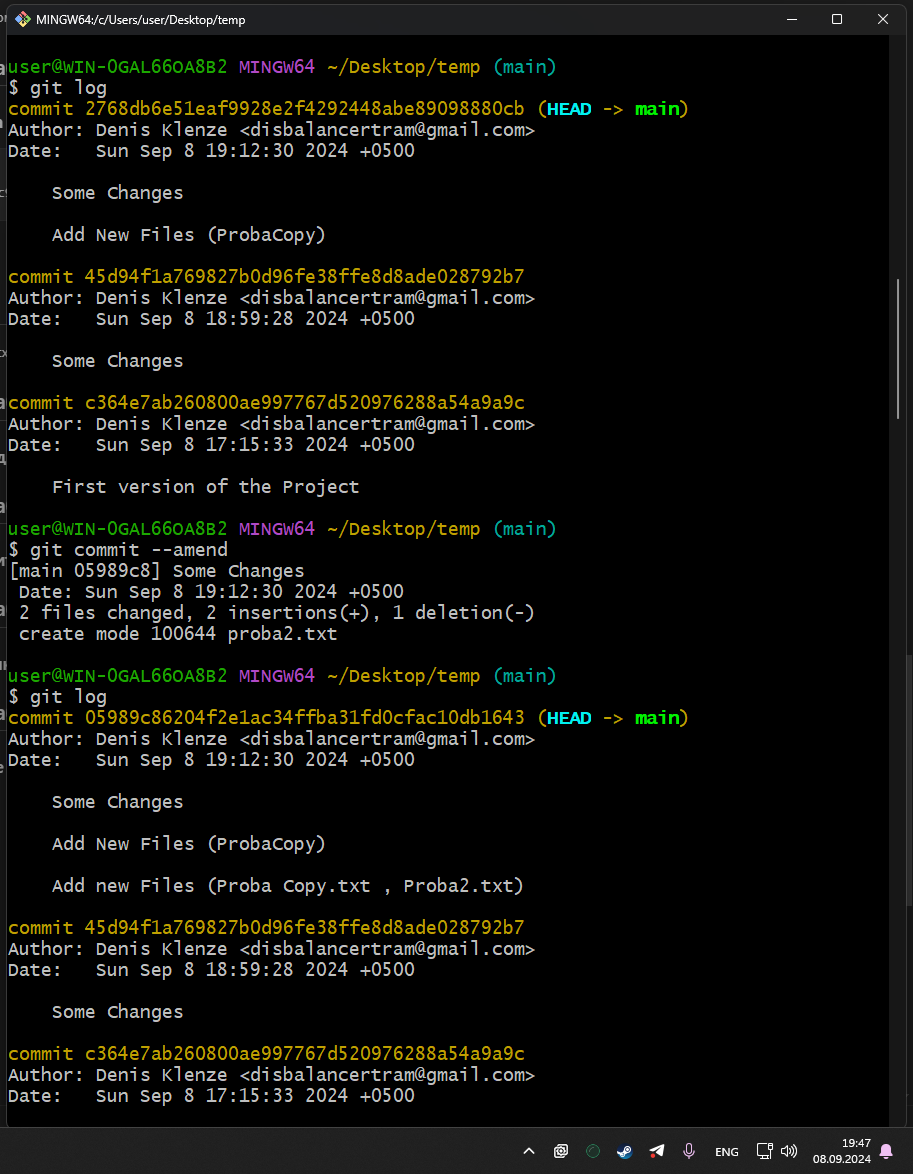 MINGW64:/c/Users/user/Desktop/temp
user@WIN-0GAL66OA8B2 MINGW64 ~/Desktop/temp (main)
$ git log
commit 2768db6e51eaf9928e2f4292448abe89098880cb (HEAD -> main)
Author: Denis Klenze <disbalancertram@gmail.com>
Date:   Sun Sep 8 19:12:30 2024 +0500
Some Changes
Add New Files (ProbaCopy)
commit 45d94f1a769827b0d96fe38ffe8d8ade028792b7
Author: Denis Klenze <disbalancertram@gmail.com>
Date:   Sun Sep 8 18:59:28 2024 +0500
Some Changes
commit c364e7ab260800ae997767d520976288a54a9a9c
Author: Denis Klenze <disbalancertram@gmail.com>
Date:   Sun Sep 8 17:15:33 2024 +0500
First version of the Project
user@WIN-0GAL66OA8B2 MINGW64 ~/Desktop/temp (main)
$ git commit --amend
[main 05989c8] Some Changes
Date: Sun Sep 8 19:12:30 2024 +0500
2 files changed, 2 insertions(+), 1 deletion(-)
create mode 100644 proba2.txt
user@WIN-0GAL66OA8B2 MINGW64 ~/Desktop/temp (main)
$ git log
commit 05989c86204f2e1ac34ffba31fd0cfac10db1643 (HEAD -> main)
Author: Denis Klenze <disbalancertram@gmail.com>
Date:   Sun Sep 8 19:12:30 2024 +0500
Some Changes
Add New Files (ProbaCopy)
Add new Files (Proba Copy.txt , Proba2.txt)
commit 45d94f1a769827b0d96fe38ffe8d8ade028792b7
Author: Denis Klenze <disbalancertram@gmail.com>
Date:   Sun Sep 8 18:59:28 2024 +0500
Some Changes
commit c364e7ab260800ae997767d520976288a54a9a9c
Author: Denis Klenze <disbalancertram@gmail.com>
Date:   Sun Sep 8 17:15:33 2024 +0500
ENG
19:47
08.09.2024